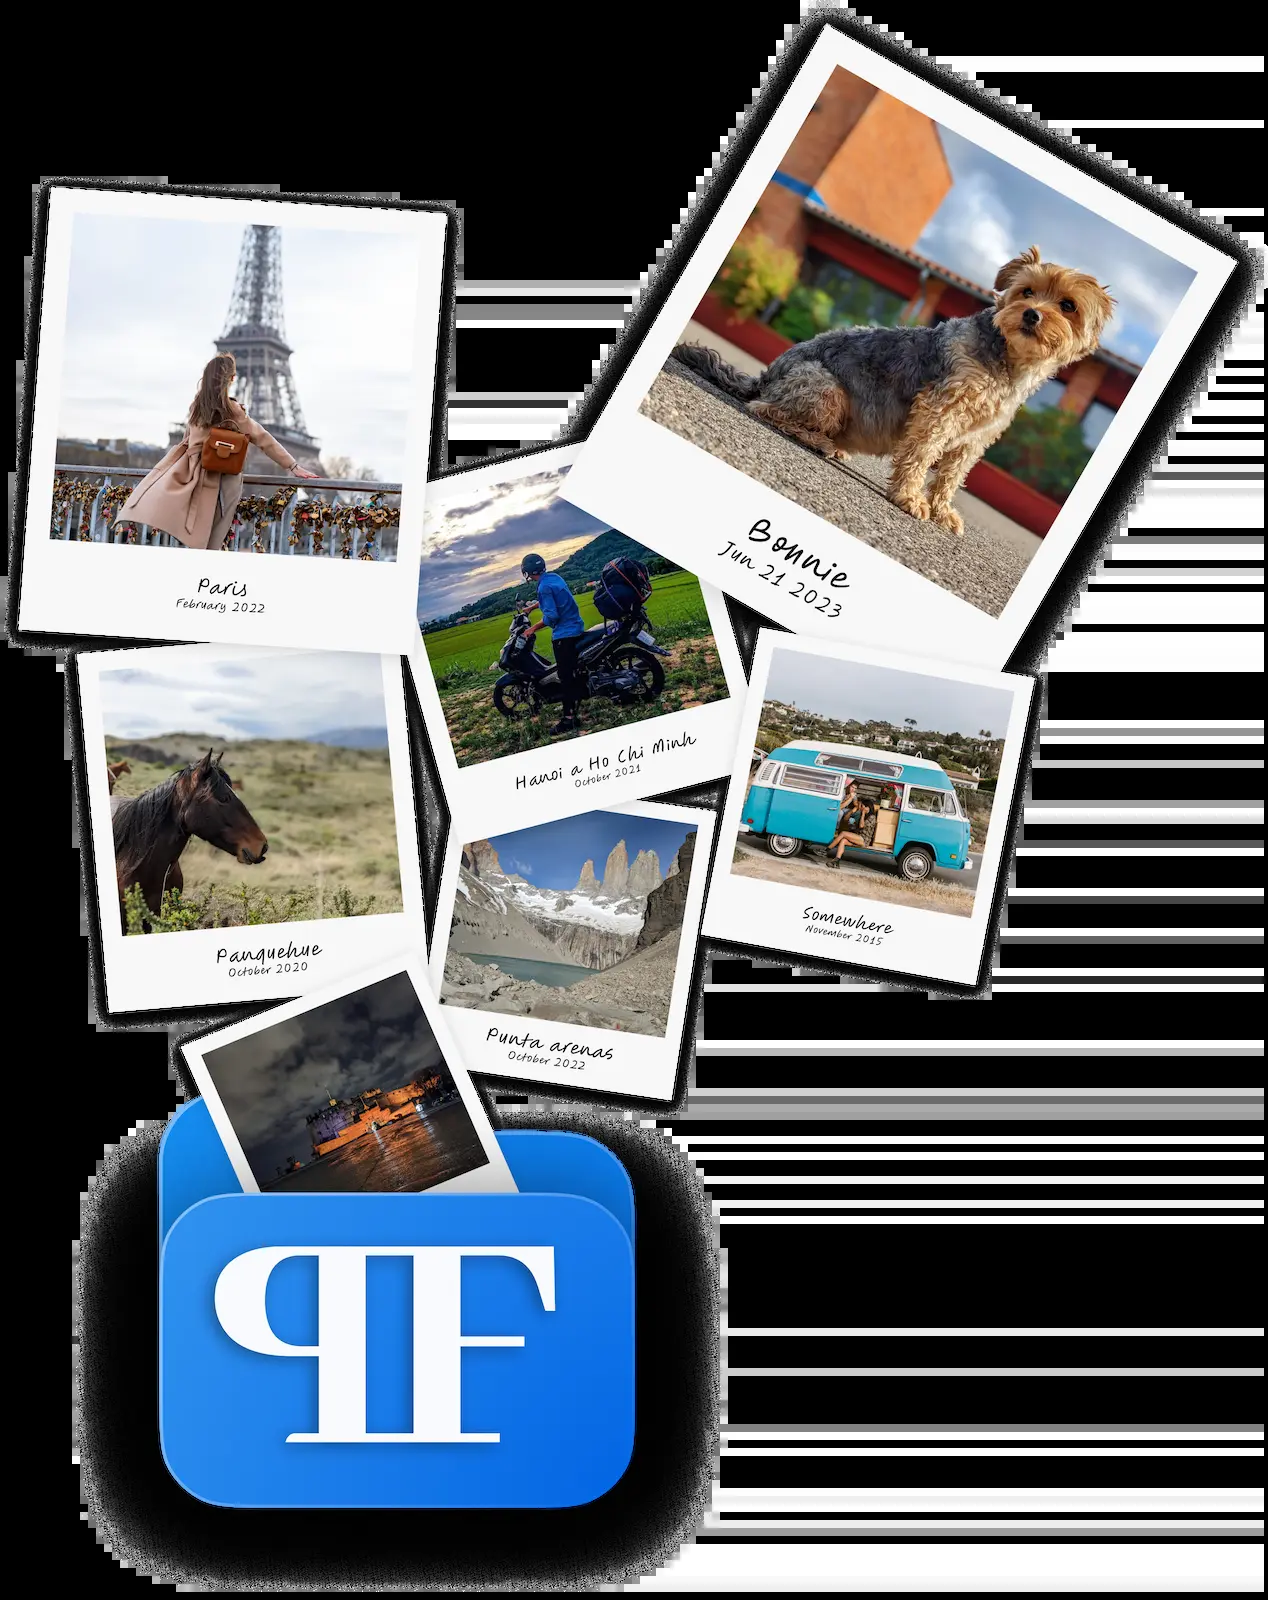 Bonnie
Jun 21 2023
Paris
February 2022
Hanoi a Ho Chi Minh
October 2021
Somewhere
November 2015
Panquehue
October 2020
Punta arenas
October 2022
PF